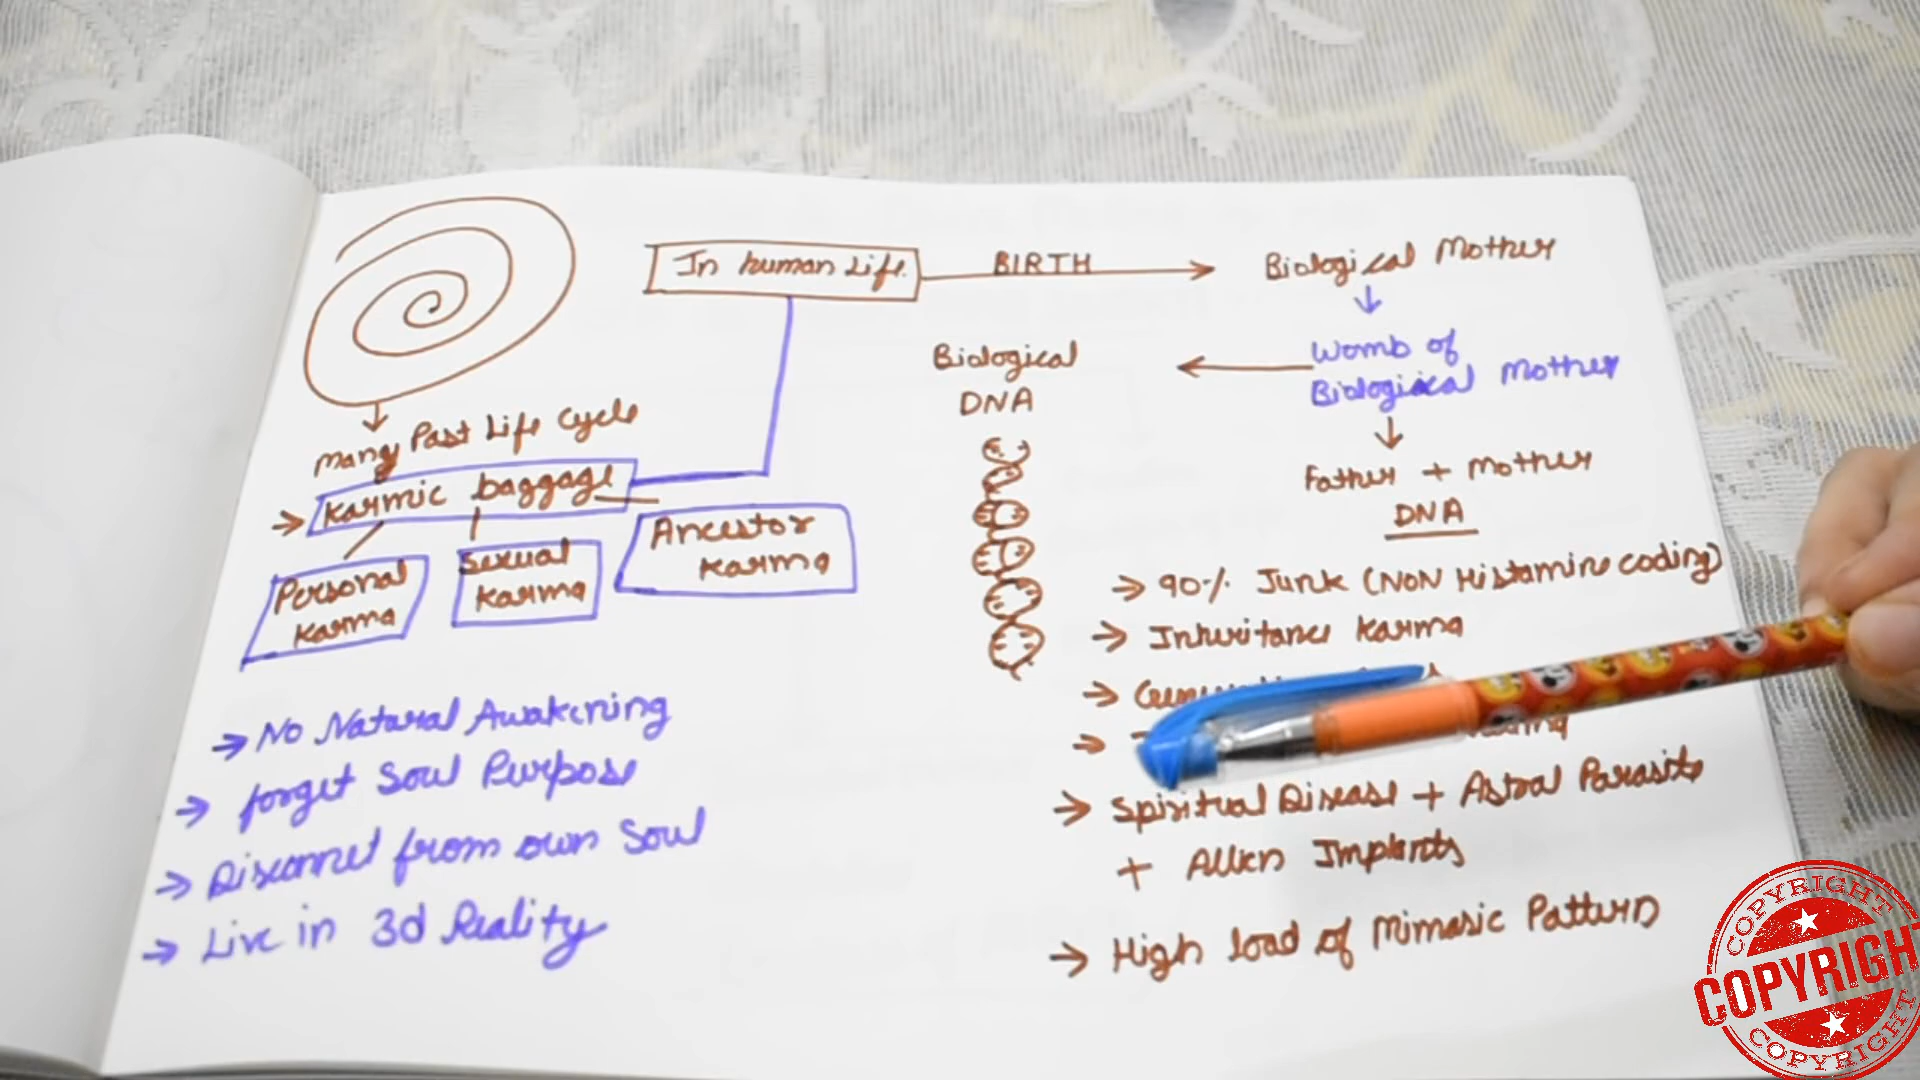 In human Life.
BIRTH
Biological Mother
Womb of
Biological Mother
Father + Mother
DNA
Biological
DNA
Many Past Life Cycle
Karmic baggage
Personal
Karma
Sexual
Karma
Ancestor
Karma
→ No Natural Awakening
→ forget Soul Purpose
→ Disconnet from own Soul
→ Live in 3d Reality
→ 90% Junk (NON Histamine coding)
→ Inheritance Karma
→
→
→ Spiritual Disease + Astral Parasite
+ Allien Implants
→ High load of Mimasic Pattern
COPYRIGHT
COPYRIGHT
COPYRIGHT